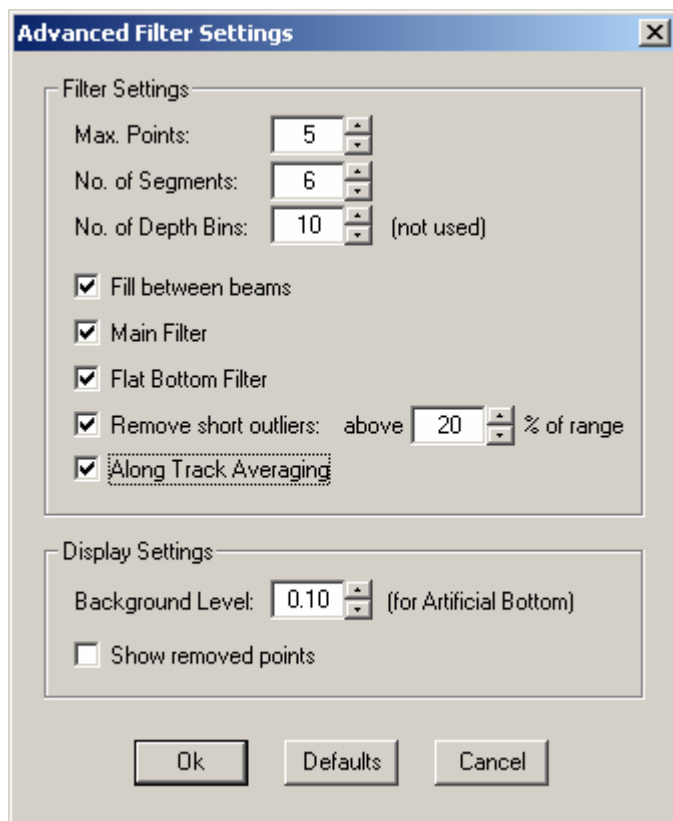 Advanced Filter Settings
Filter Settings
Max. Points: 5
No. of Segments: 6
No. of Depth Bins: 10 (not used)
Fill between beams
Main Filter
Flat Bottom Filter
Remove short outliers: above 20 % of range
Along Track Averaging
Display Settings
Background Level: 0.10 (for Artificial Bottom)
Show removed points
Ok Defaults Cancel